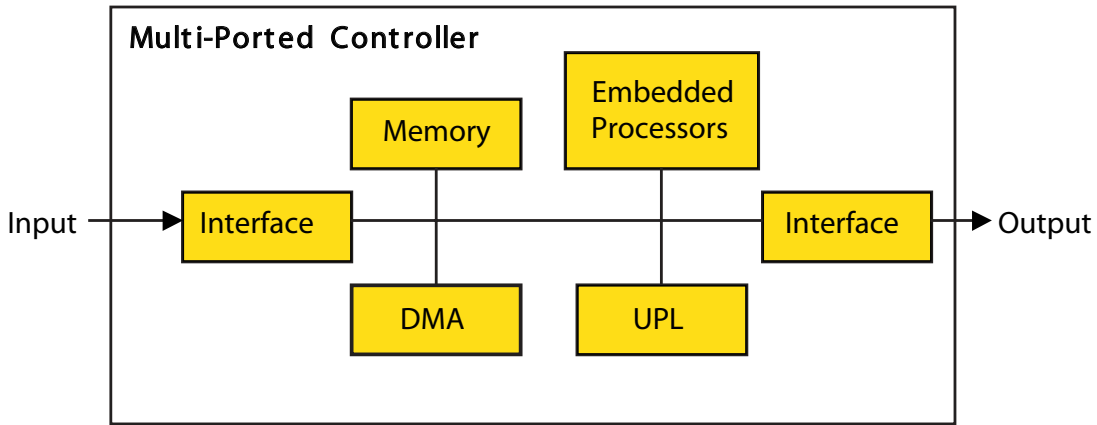 Multi-Ported Controller
Embedded
Processors
Memory
Input
Interface
Interface
Output
DMA
UPL